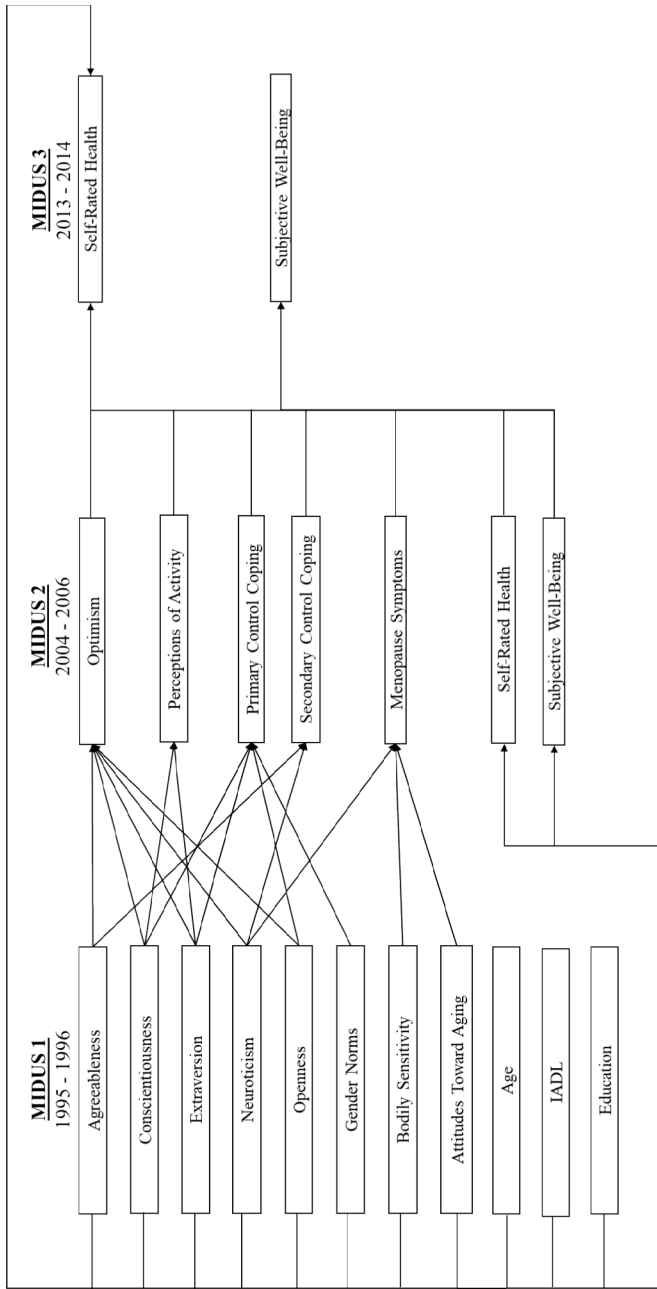 MIDUS 1
1995 - 1996
Agreeableness
Conscientiousness
Extraversion
Neuroticism
Openness
Gender Norms
Bodily Sensitivity
Attitudes Toward Aging
Age
IADL
Education
MIDUS 2
2004 - 2006
Optimism
Perceptions of Activity
Primary Control Coping
Secondary Control Coping
Menopause Symptoms
Self-Rated Health
Subjective Well-Being
MIDUS 3
2013 - 2014
Self-Rated Health
Subjective Well-Being